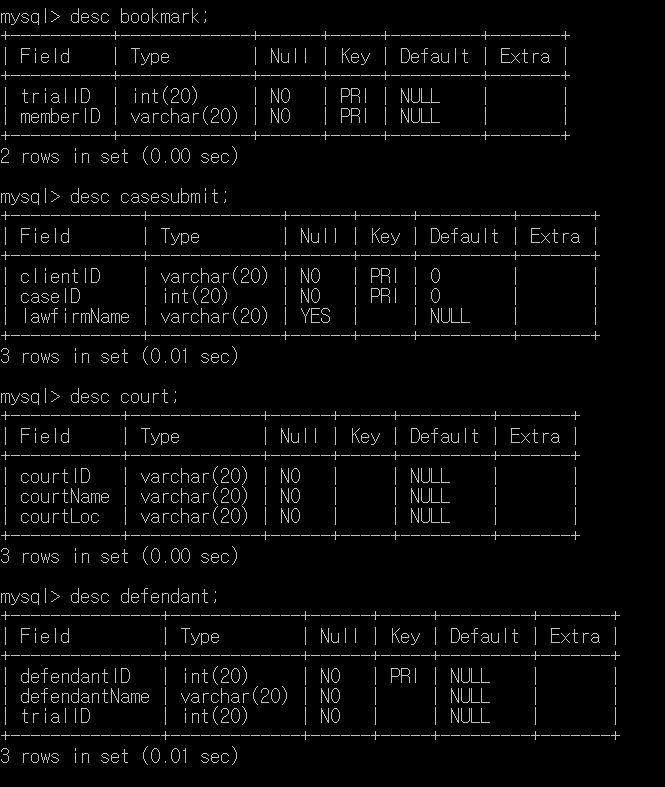 mysql> desc bookmark;
+----------+-------------+------+-----+---------+-------+
| Field    | Type        | Null | Key | Default | Extra |
+----------+-------------+------+-----+---------+-------+
| trialID  | int(20)     | NO   | PRI | NULL    |       |
| memberID | varchar(20) | NO   | PRI | NULL    |       |
+----------+-------------+------+-----+---------+-------+
2 rows in set (0.00 sec)
mysql> desc casesubmit;
+-------------+-------------+------+-----+---------+-------+
| Field       | Type        | Null | Key | Default | Extra |
+-------------+-------------+------+-----+---------+-------+
| clientID    | varchar(20) | NO   | PRI | 0       |       |
| caseID      | int(20)     | NO   | PRI | 0       |       |
| lawfirmName | varchar(20) | YES  |     | NULL    |       |
+-------------+-------------+------+-----+---------+-------+
3 rows in set (0.01 sec)
mysql> desc court;
+-----------+-------------+------+-----+---------+-------+
| Field     | Type        | Null | Key | Default | Extra |
+-----------+-------------+------+-----+---------+-------+
| courtID   | varchar(20) | NO   |     | NULL    |       |
| courtName | varchar(20) | NO   |     | NULL    |       |
| courtLoc  | varchar(20) | NO   |     | NULL    |       |
+-----------+-------------+------+-----+---------+-------+
3 rows in set (0.00 sec)
mysql> desc defendant;
+---------------+-------------+------+-----+---------+-------+
| Field         | Type        | Null | Key | Default | Extra |
+---------------+-------------+------+-----+---------+-------+
| defendantID   | int(20)     | NO   | PRI | NULL    |       |
| defendantName | varchar(20) | NO   |     | NULL    |       |
| trialID       | int(20)     | NO   |     | NULL    |       |
+---------------+-------------+------+-----+---------+-------+
3 rows in set (0.01 sec)